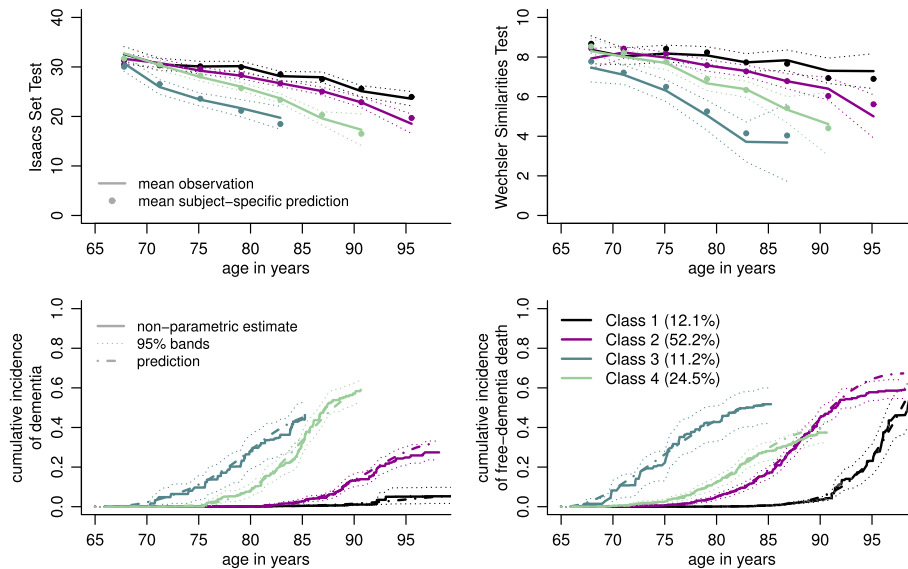 Isaacs Set Test
40
30
20
10
0
mean observation
mean subject−specific prediction
65 70 75 80 85 90 95
age in years
Wechsler Similarities Test
10
8
6
4
2
0
65 70 75 80 85 90 95
age in years
cumulative incidence
of dementia
1.0
0.8
0.6
0.4
0.2
0.0
non−parametric estimate
95% bands
prediction
65 70 75 80 85 90 95
age in years
cumulative incidence
of free−dementia death
1.0
0.8
0.6
0.4
0.2
0.0
Class 1 (12.1%)
Class 2 (52.2%)
Class 3 (11.2%)
Class 4 (24.5%)
65 70 75 80 85 90 95
age in years